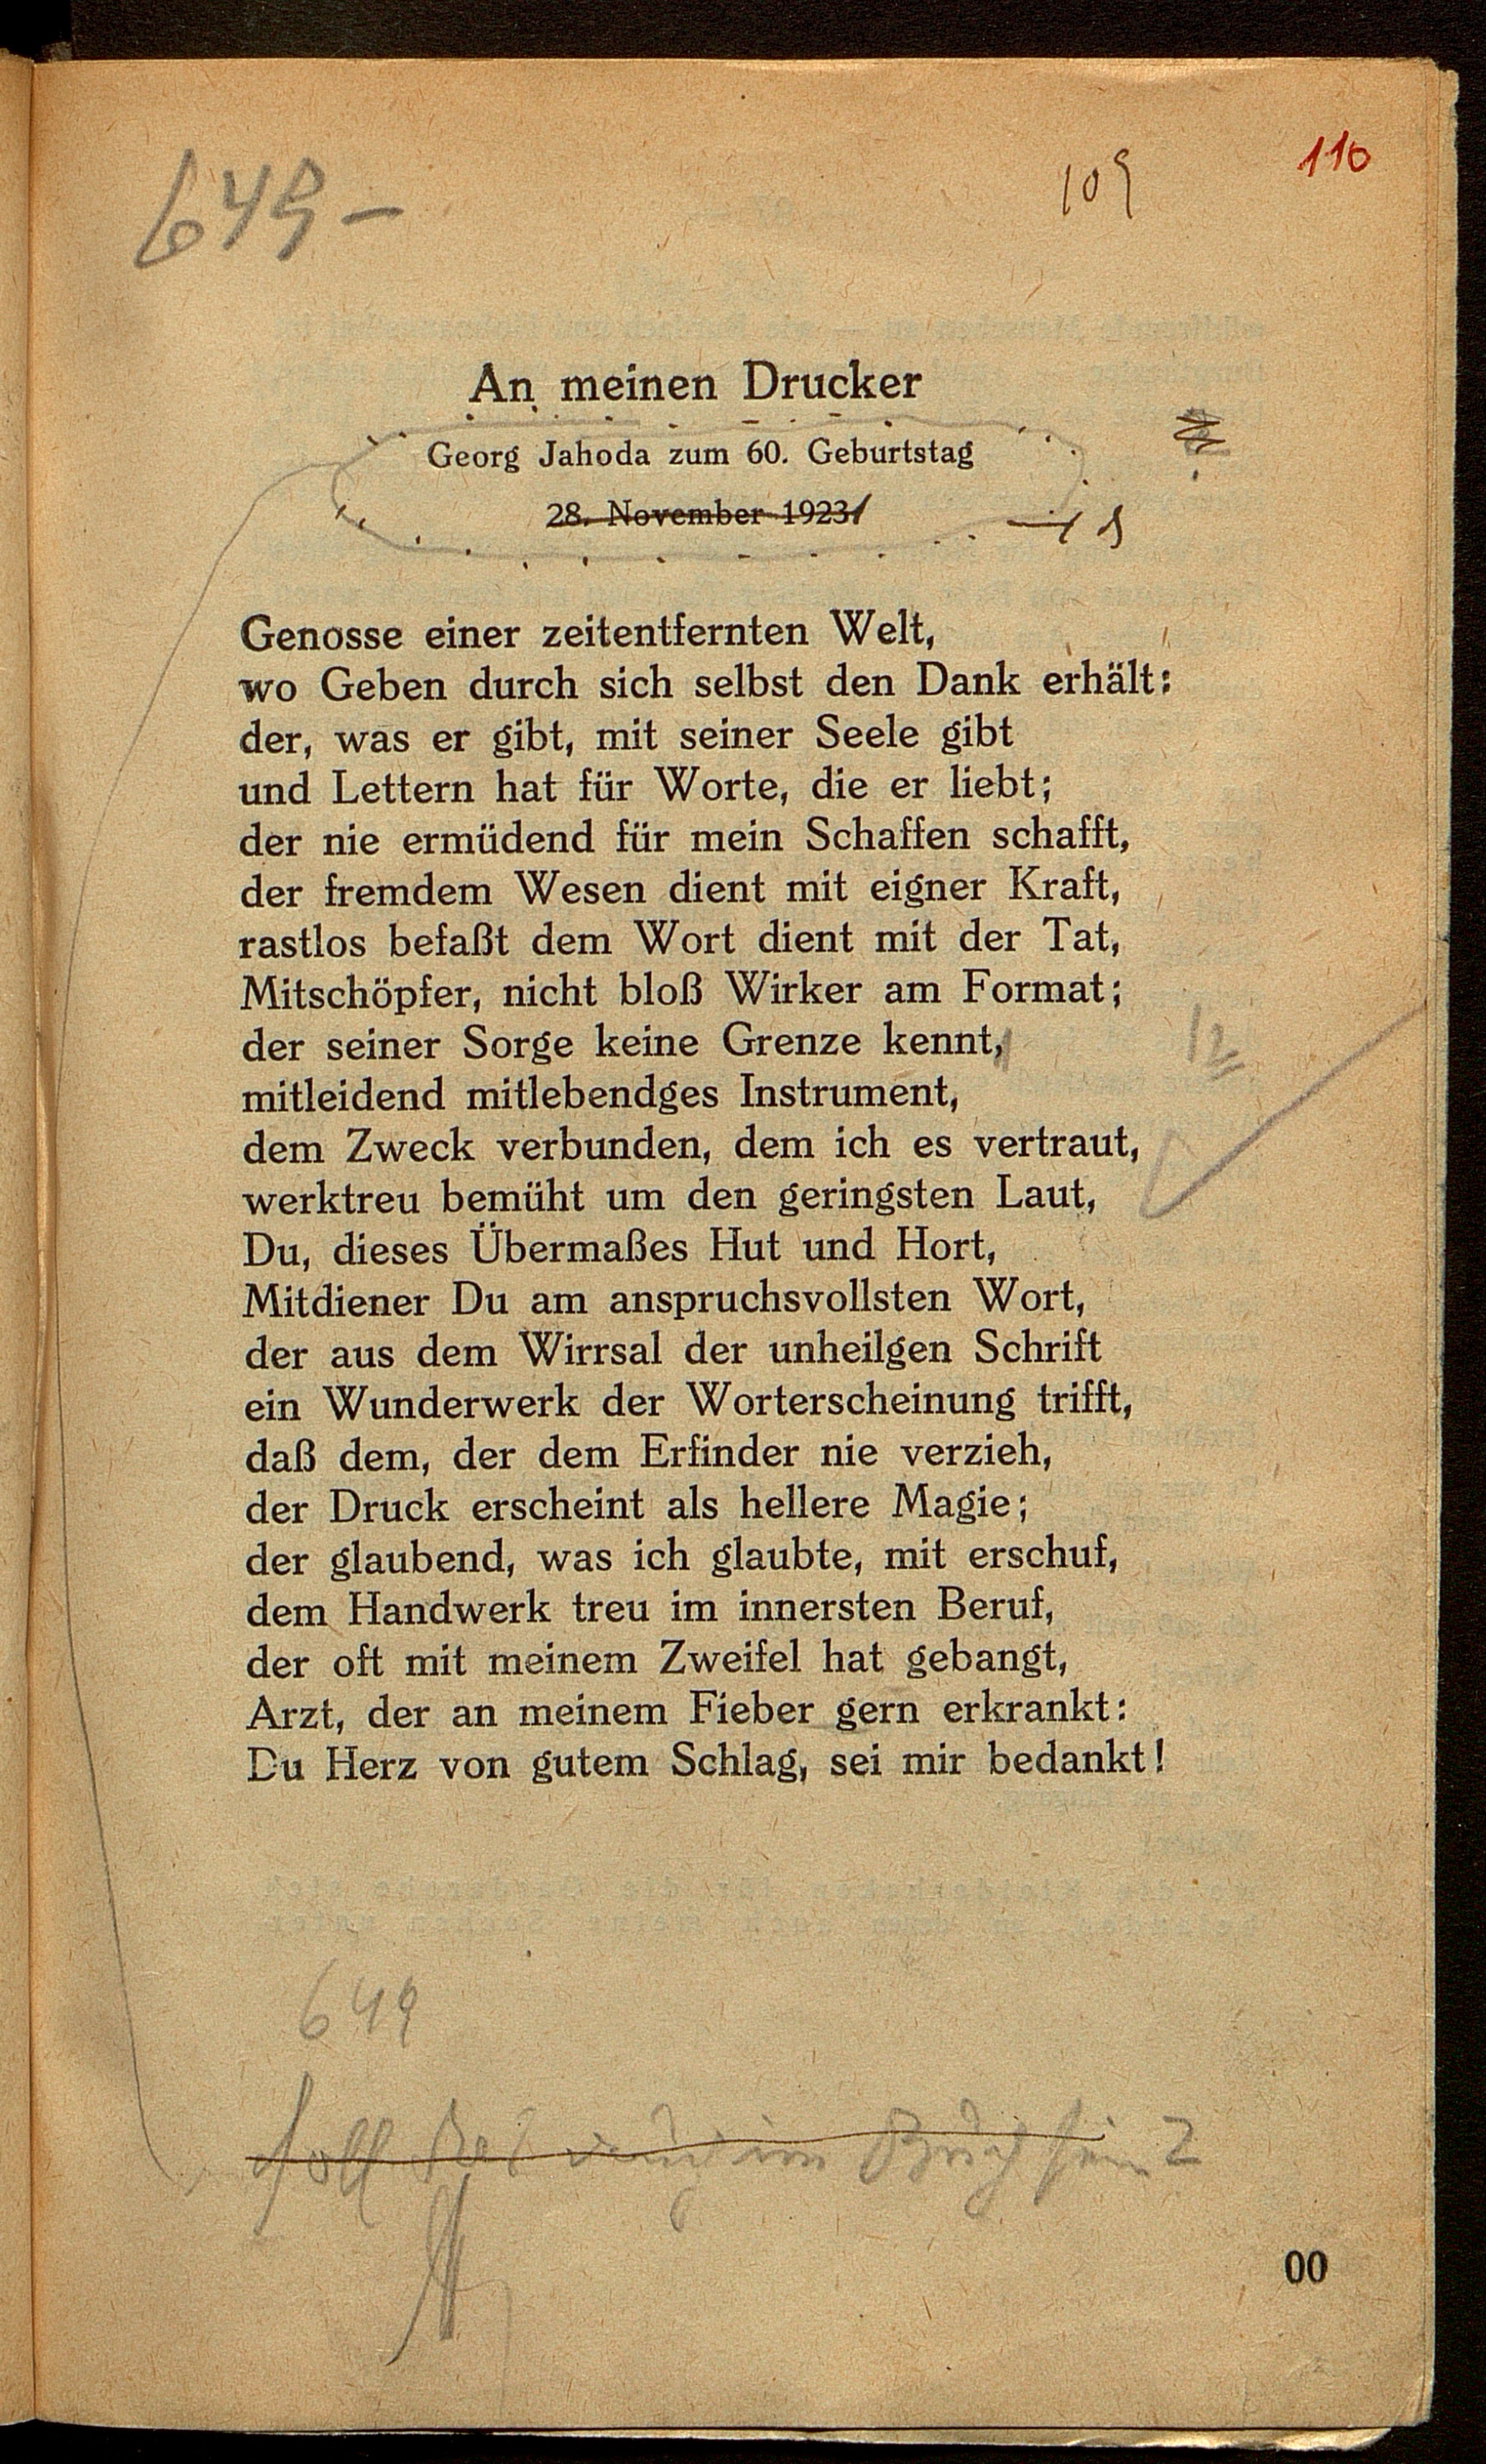 649 –
109
110
An meinen Drucker
Georg Jahoda zum 60. Geburtstag
28. November 1923
Genosse einer zeitentfernten Welt,
wo Geben durch sich selbst den Dank erhält:
der, was er gibt, mit seiner Seele gibt
und Lettern hat für Worte, die er liebt;
der nie ermüdend für mein Schaffen schafft,
der fremdem Wesen dient mit eigner Kraft,
rastlos befaßt dem Wort dient mit der Tat,
Mitschöpfer, nicht bloß Wirker am Format;
der seiner Sorge keine Grenze kennt,
mitleidend mitlebendges Instrument,
dem Zweck verbunden, dem ich es vertraut,
werktreu bemüht um den geringsten Laut,
Du, dieses Übermaßes Hut und Hort,
Mitdiener Du am anspruchsvollsten Wort,
der aus dem Wirrsal der unheilgen Schrift
ein Wunderwerk der Worterscheinung trifft,
daß dem, der dem Erfinder nie verzieh,
der Druck erscheint als hellere Magie;
der glaubend, was ich glaubte, mit erschuf,
dem Handwerk treu im innersten Beruf,
der oft mit meinem Zweifel hat gebangt,
Arzt, der an meinem Fieber gern erkrankt:
Du Herz von gutem Schlag, sei mir bedankt!
649
soll das im Buch sein?
00